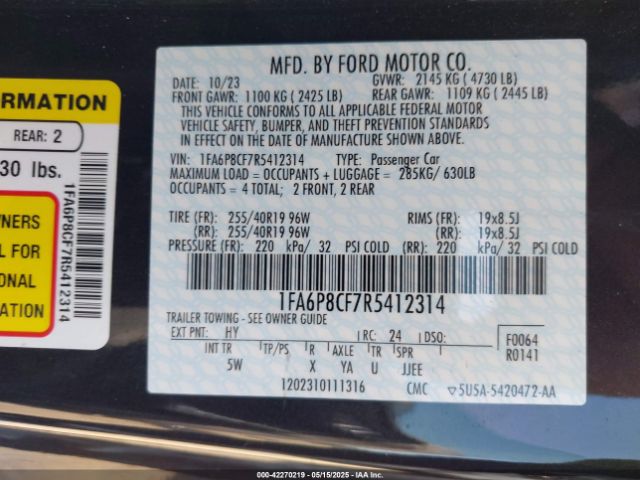 ORMATION
REAR: 2
30 lbs.
WNERS
L FOR
ONAL
ATION
1FA6P8CF7R5412314
MFD. BY FORD MOTOR CO.
DATE: 10/23 GVWR: 2145 KG ( 4730 LB)
FRONT GAWR: 1100 KG ( 2425 LB) REAR GAWR: 1109 KG ( 2445 LB)
THIS VEHICLE CONFORMS TO ALL APPLICABLE FEDERAL MOTOR
VEHICLE SAFETY, BUMPER, AND THEFT PREVENTION STANDARDS
IN EFFECT ON THE DATE OF MANUFACTURE SHOWN ABOVE.
VIN: 1FA6P8CF7R5412314 TYPE: Passenger Car
MAXIMUM LOAD = OCCUPANTS + LUGGAGE = 285KG/ 630LB
OCCUPANTS = 4 TOTAL; 2 FRONT, 2 REAR
TIRE (FR): 255/40R19 96W RIMS (FR): 19x8.5J
(RR): 255/40R19 96W (RR): 19x8.5J
PRESSURE (FR): 220 kPa/ 32 PSI COLD (RR): 220 kPa/ 32 PSI COLD
1FA6P8CF7R5412314
TRAILER TOWING - SEE OWNER GUIDE
EXT PNT: HY RC: 24 DSO: F0064
R0141
INT TR TP/PS R AXLE TR SPR
5W X YA U JJEE
1202310111316 CMC 5U5A-5420472-AA
000-42270219 - 05/15/2025 - IAAI.COM